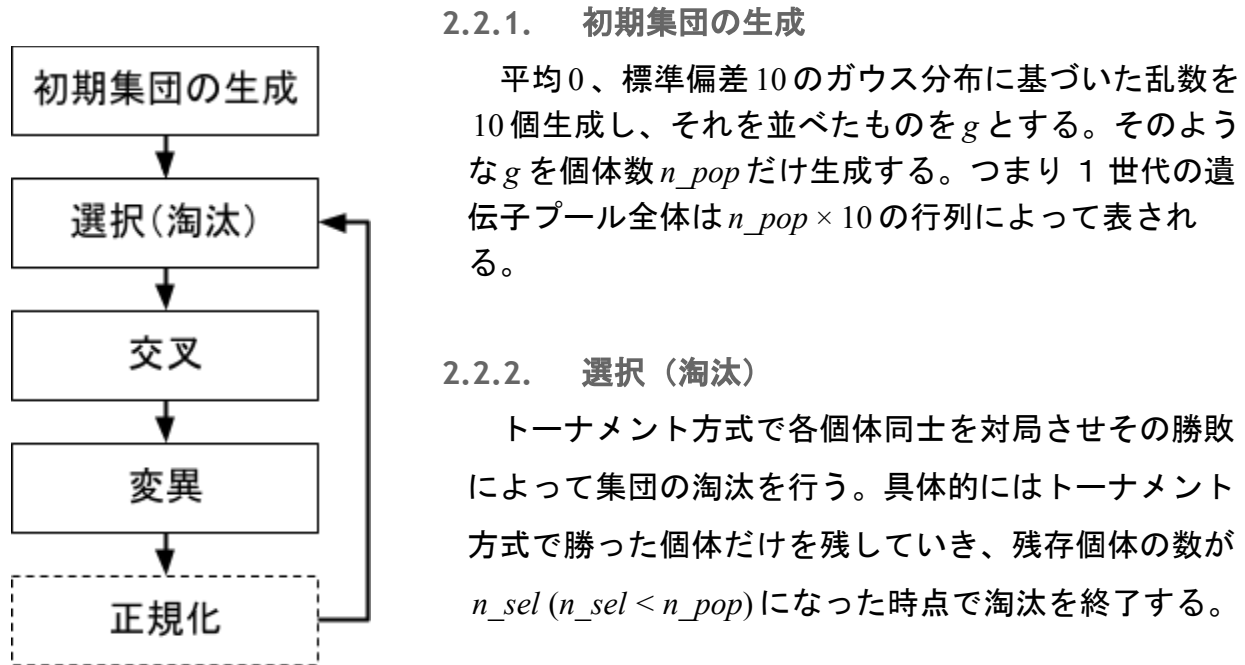 初期集団の生成
選択(淘汰)
交叉
変異
正規化
2.2.1. 初期集団の生成
平均0、標準偏差10のガウス分布に基づいた乱数を
10個生成し、それを並べたものをgとする。そのよう
なgを個体数n_popだけ生成する。つまり 1 世代の遺
伝子プール全体はn_pop × 10の行列によって表され
る。
2.2.2. 選択（淘汰）
トーナメント方式で各個体同士を対局させその勝敗
によって集団の淘汰を行う。具体的にはトーナメント
方式で勝った個体だけを残していき、残存個体の数が
n_sel (n_sel < n_pop)になった時点で淘汰を終了する。